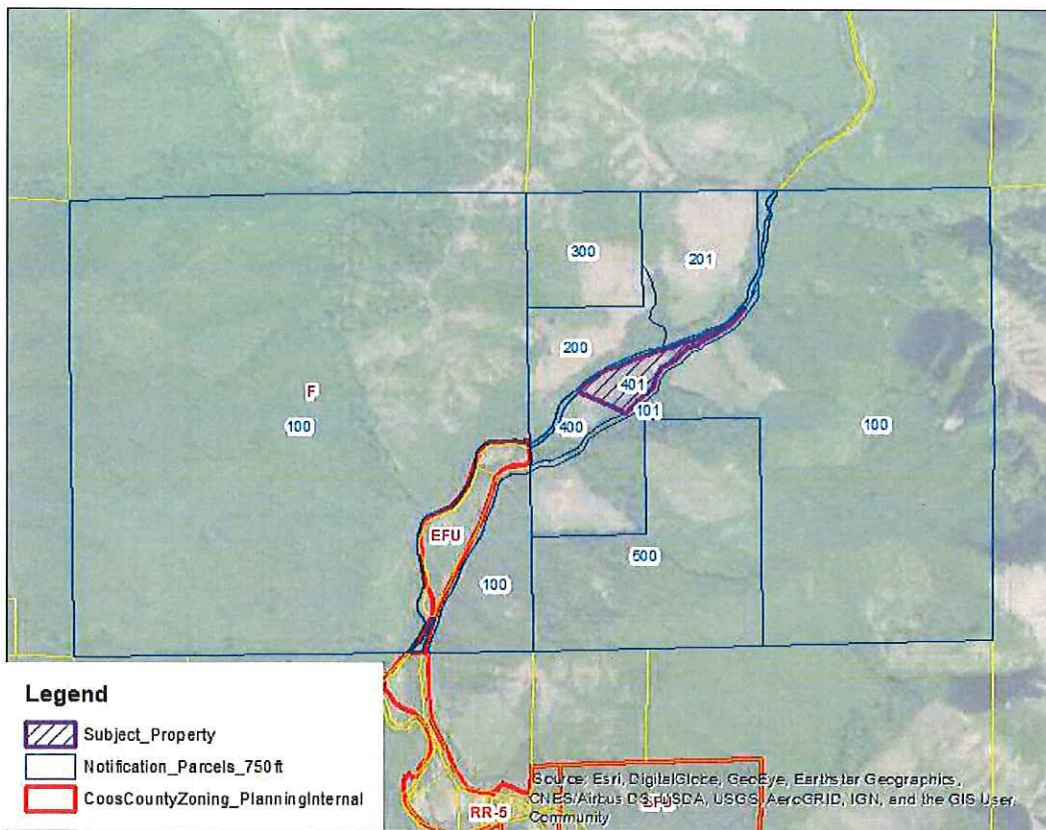 300
201
200
401
F
100
400
101
100
EFU
100
500
Legend
Subject_Property
Notification_Parcels_750ft
CoosCountyZoning_PlanningInternal
Source: Esri, DigitalGlobe, GeoEye, Earthstar Geographics,
CNES/Airbus DS, USDA, USGS, AeroGRID, IGN, and the GIS User
Community
RR-5
EFU